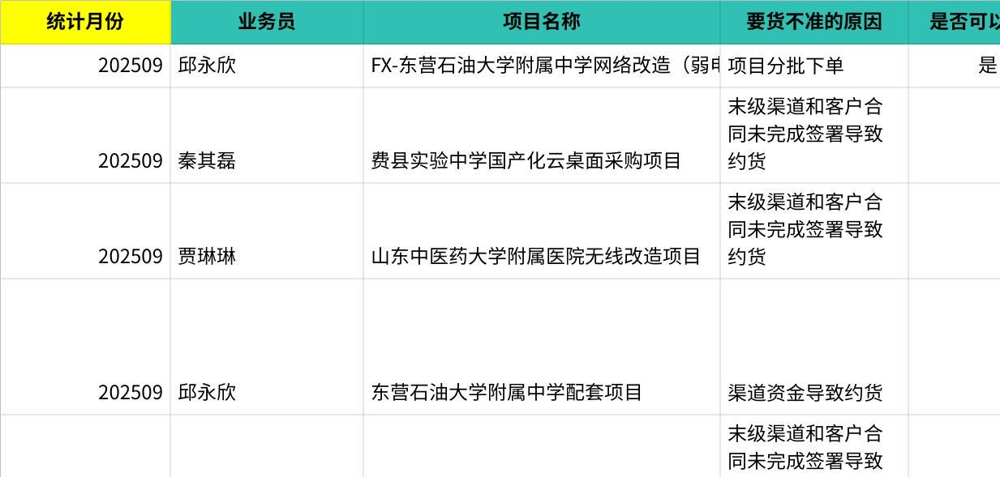 统计月份 业务员 项目名称 要货不准的原因 是否可以
202509 邱永欣 FX-东营石油大学附属中学网络改造（弱 项目分批下单 是
末级渠道和客户合
同未完成签署导致
202509 秦其磊 费县实验中学国产化云桌面采购项目 约货
末级渠道和客户合
同未完成签署导致
202509 贾琳琳 山东中医药大学附属医院无线改造项目 约货
202509 邱永欣 东营石油大学附属中学配套项目 渠道资金导致约货
末级渠道和客户合
同未完成签署导致